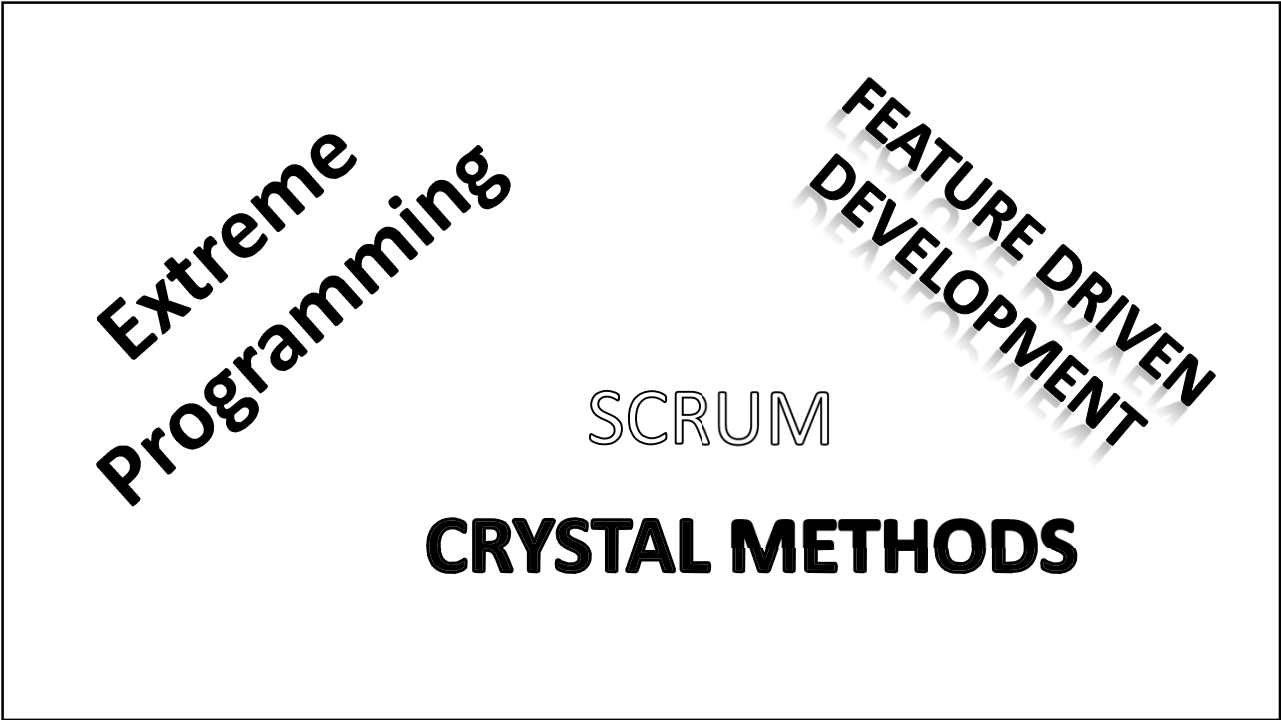 Extreme
Programming
FEATURE DRIVEN
DEVELOPMENT
SCRUM
CRYSTAL METHODS